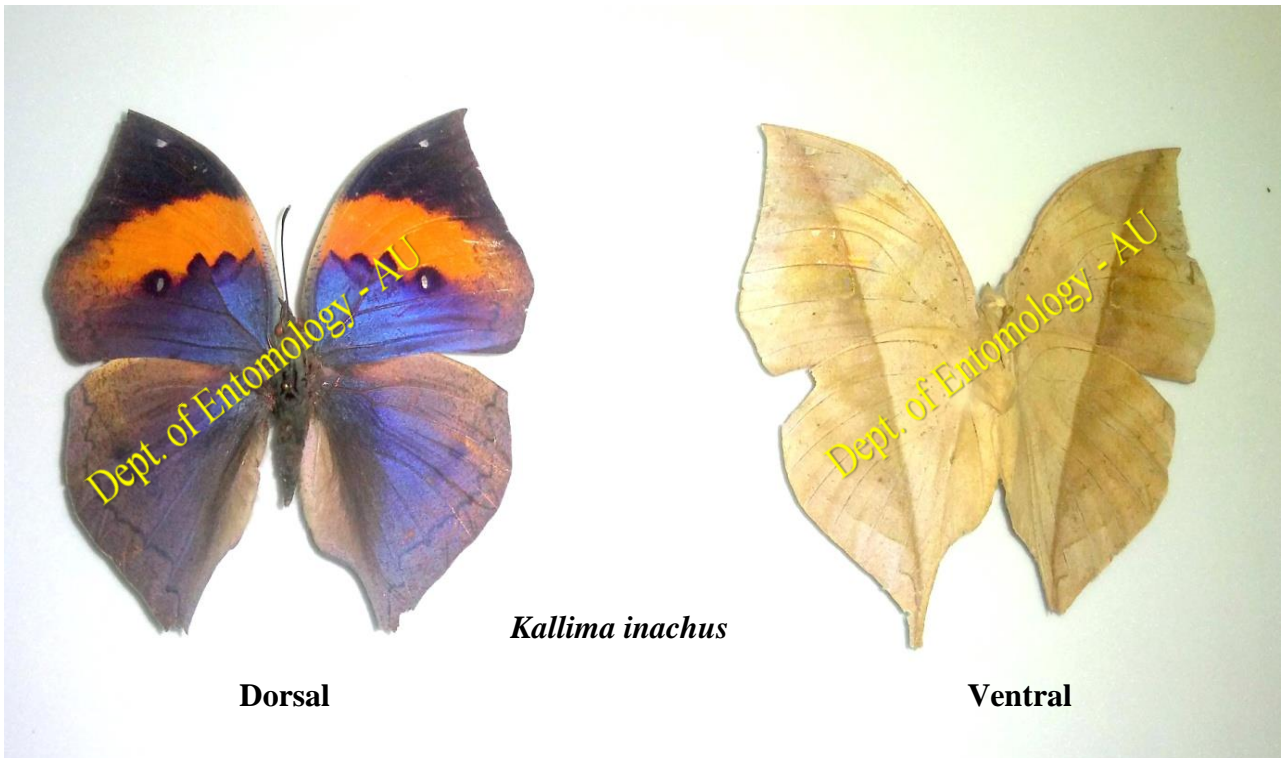 Dept. of Entomology - AU
Dept. of Entomology - AU
Kallima inachus
Dorsal
Ventral